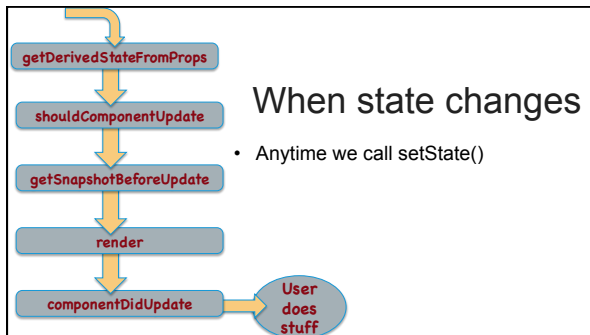 getDerivedStateFromProps
shouldComponentUpdate
getSnapshotBeforeUpdate
render
componentDidUpdate
User
does
stuff
When state changes
• Anytime we call setState()